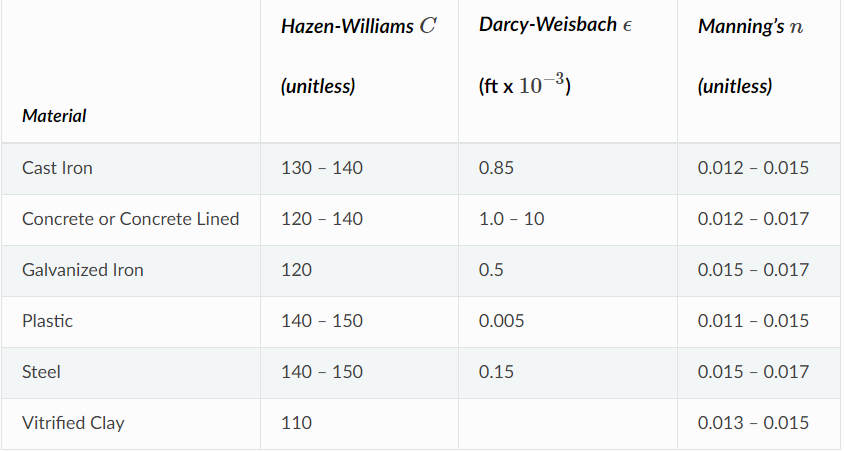 Hazen-Williams C Darcy-Weisbach ϵ Manning's n
(unitless) (ft x 10⁻³) (unitless)
Material
Cast Iron 130 – 140 0.85 0.012 – 0.015
Concrete or Concrete Lined 120 – 140 1.0 – 10 0.012 – 0.017
Galvanized Iron 120 0.5 0.015 – 0.017
Plastic 140 – 150 0.005 0.011 – 0.015
Steel 140 – 150 0.15 0.015 – 0.017
Vitrified Clay 110 0.013 – 0.015